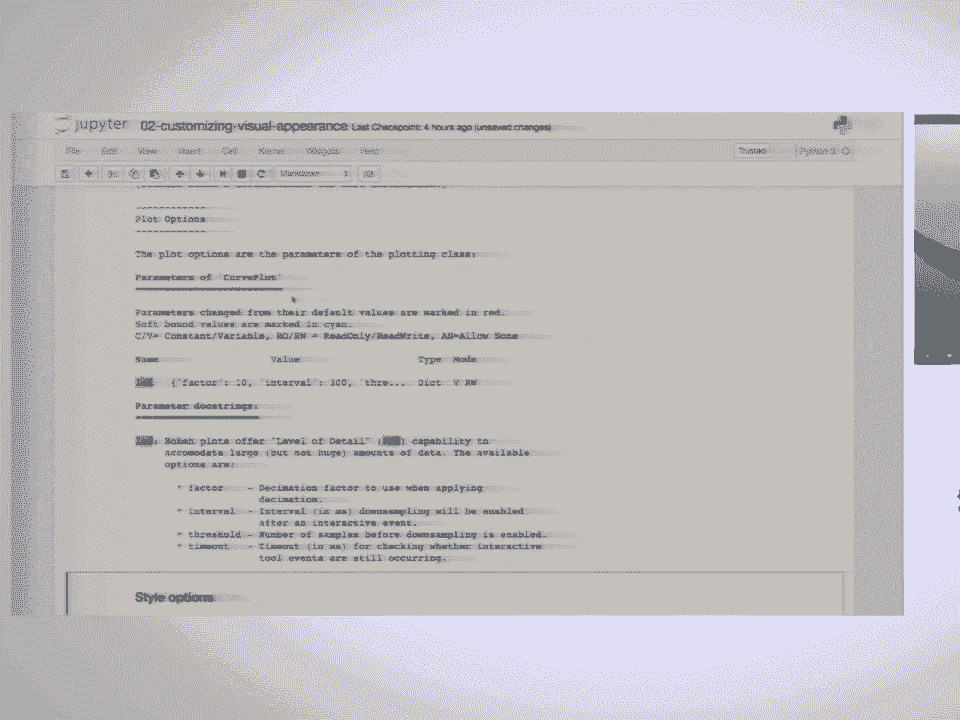 jupyter 02-customizing-visual-appearance Last Checkpoint: 4 hours ago (unsaved changes)
File Edit View Insert Cell Kernel Widgets Help Trusted Python 3
Markdown
Plot Options
------------
The plot options are the parameters of the plotting class:
Parameters of 'CurvePlot'
Parameters changed from their default values are marked in red.
Soft bound values are marked in cyan.
C/V= Constant/Variable, RO/RW = ReadOnly/ReadWrite, AN=Allow None
Name Value Type Mode
{'factor': 10, 'interval': 300, 'thre... Dict V RW
Parameter docstrings:
: Bokeh plots offer "Level of Detail" ( ) capability to
accomodate large (but not huge) amounts of data. The available
options are:
* factor - Decimation factor to use when applying
decimation.
* interval - Interval (in ms) downsampling will be enabled
after an interactive event.
* threshold - Number of samples before downsampling is enabled.
* timeout - Timeout (in ms) for checking whether interactive
tool events are still occurring.
Style options